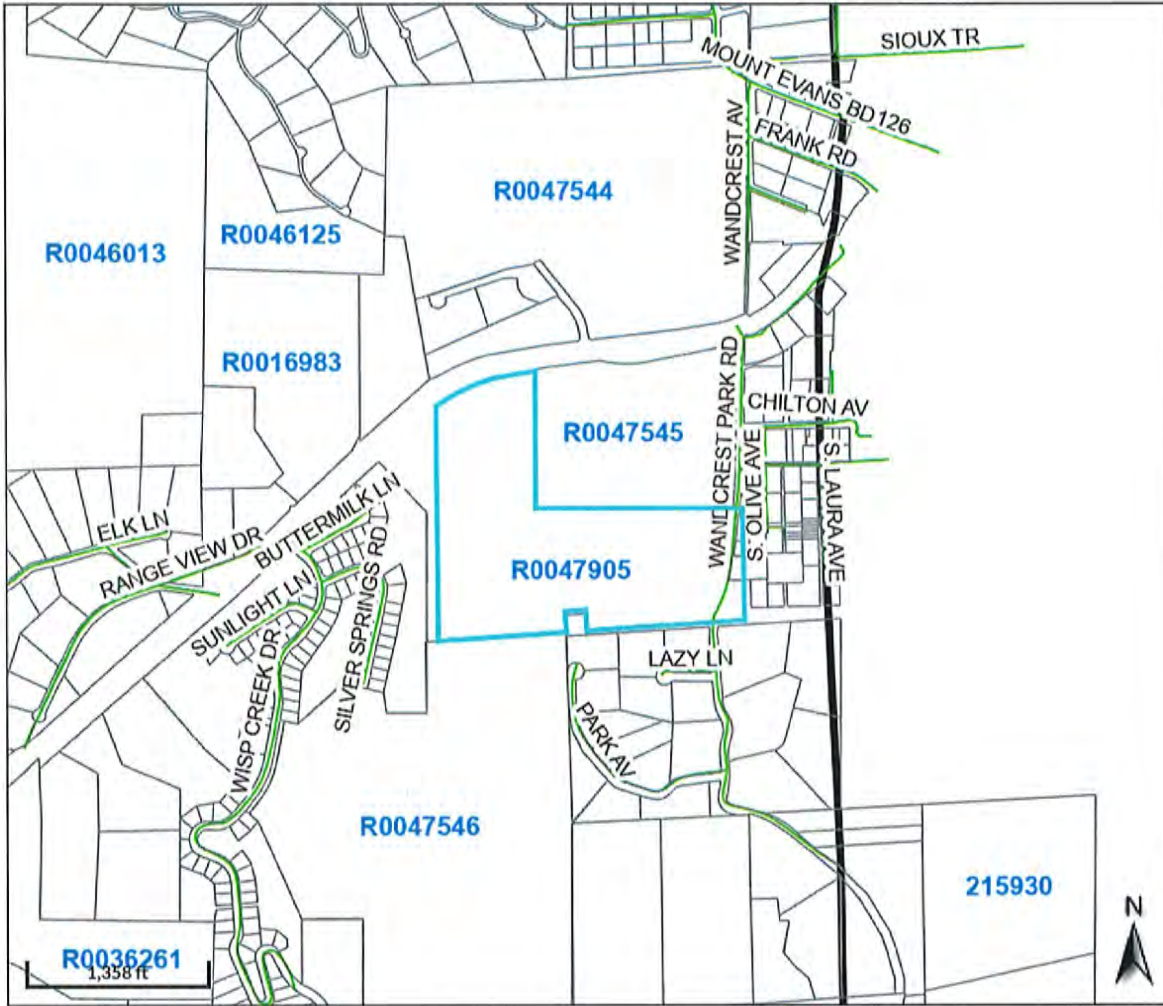 SIOUX TR
MOUNT EVANS BD 126
FRANK RD
WANDCREST AV
R0047544
R0046125
R0046013
R0016983
WANDCREST PARK RD
CHILTON AV
R0047545
S. OLIVE AVE
S. LAURA AVE
ELK LN
RANGE VIEW DR
BUTTERMILK LN
SUNLIGHT LN
SILVER SPRINGS RD
R0047905
WISP CREEK DR
LAZY LN
PARK AV
R0047546
215930
N
R0036261
1,358 ft